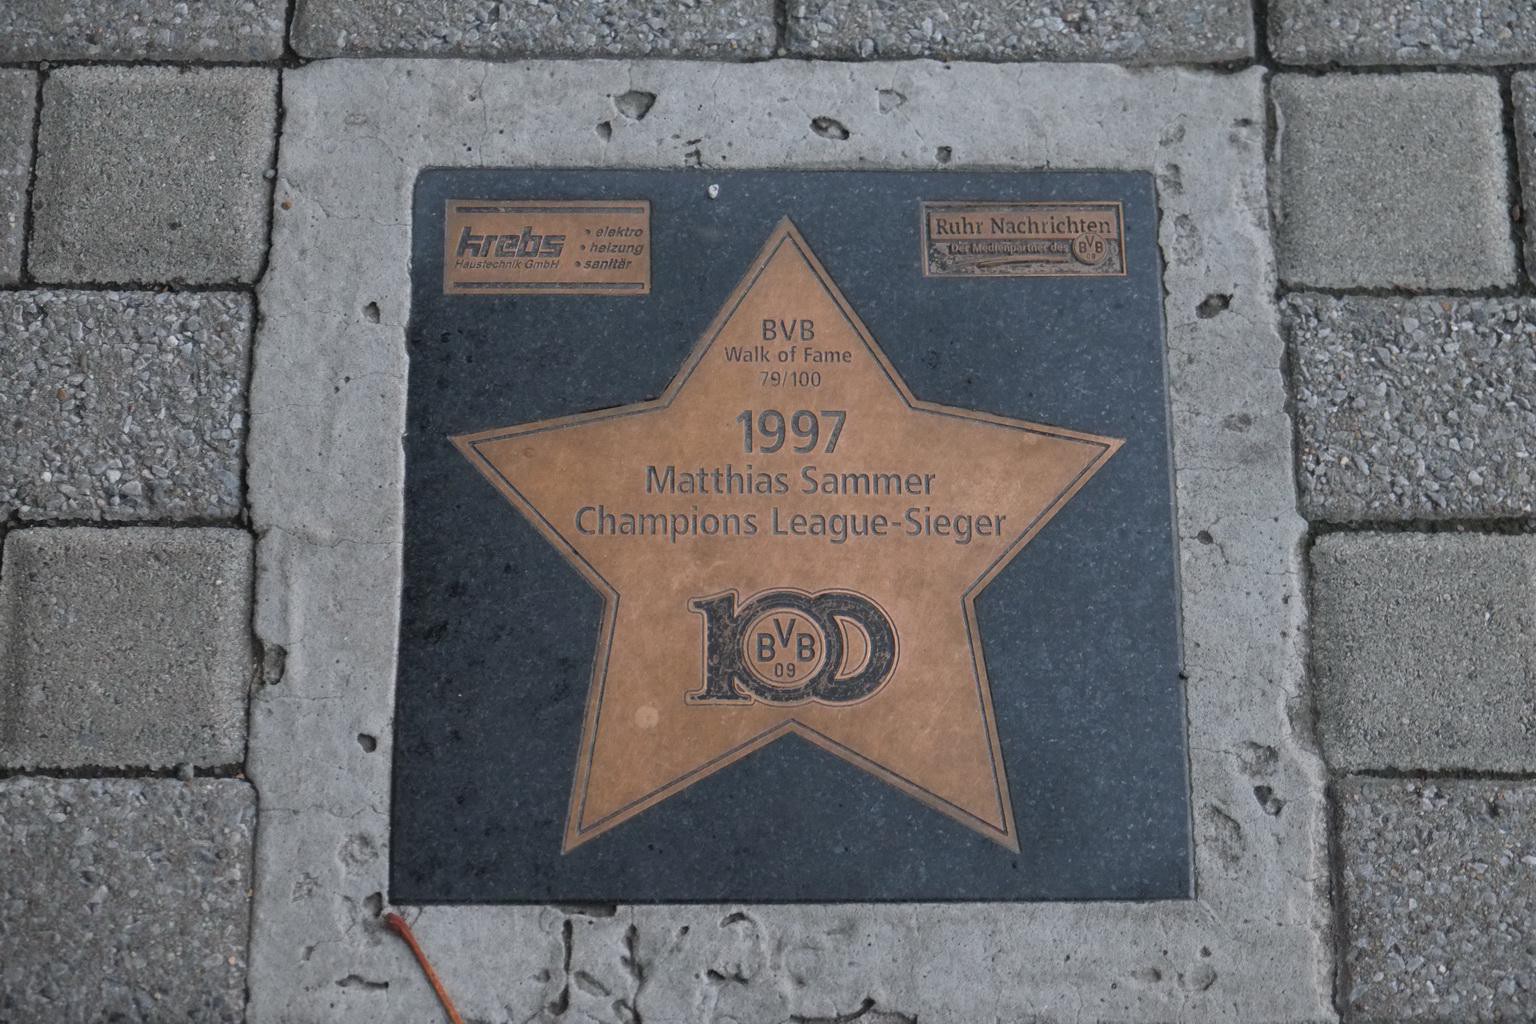 krebs
Haustechnik GmbH
• elektro
• heizung
• sanitär
Ruhr Nachrichten
Der Medienpartner des
BVB
09
BVB
Walk of Fame
79/100
1997
Matthias Sammer
Champions League-Sieger
100
BVB
09